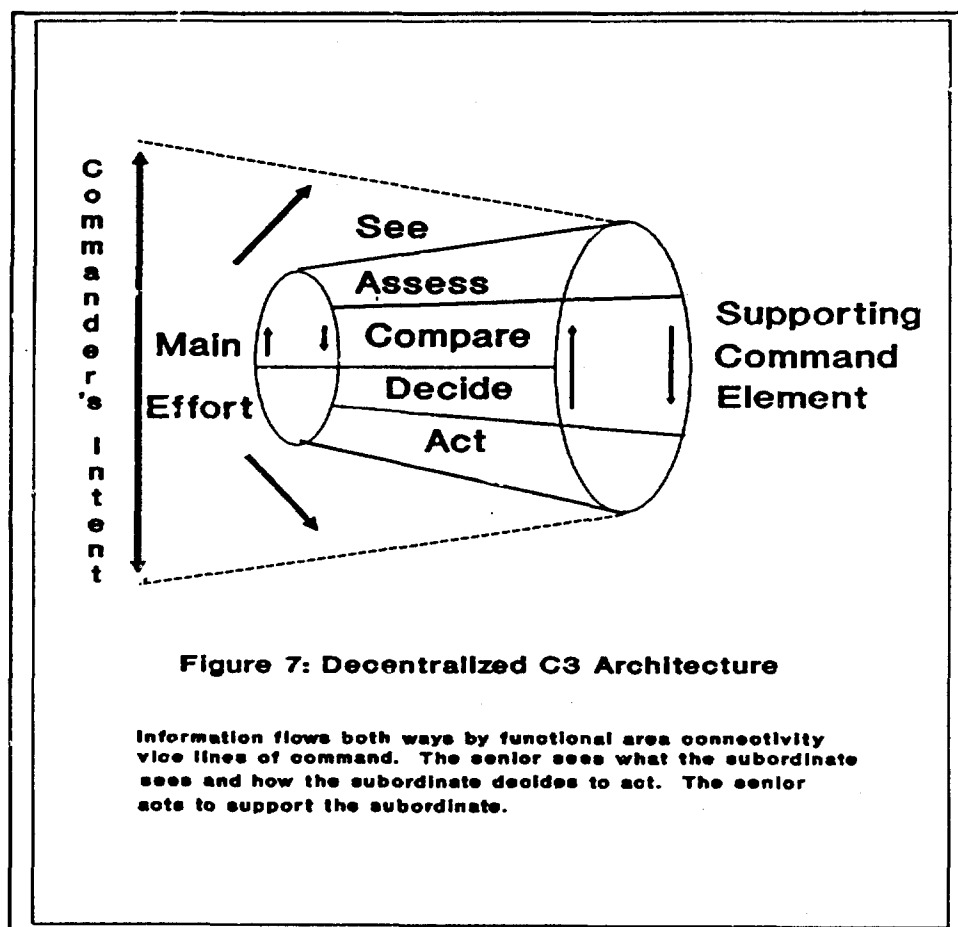 Commander's Intent
See
Assess
Compare
Decide
Act
Main
Effort
Supporting
Command
Element
Figure 7: Decentralized C3 Architecture
Information flows both ways by functional area connectivity
vice lines of command. The senior sees what the subordinate
sees and how the subordinate decides to act. The senior
acts to support the subordinate.